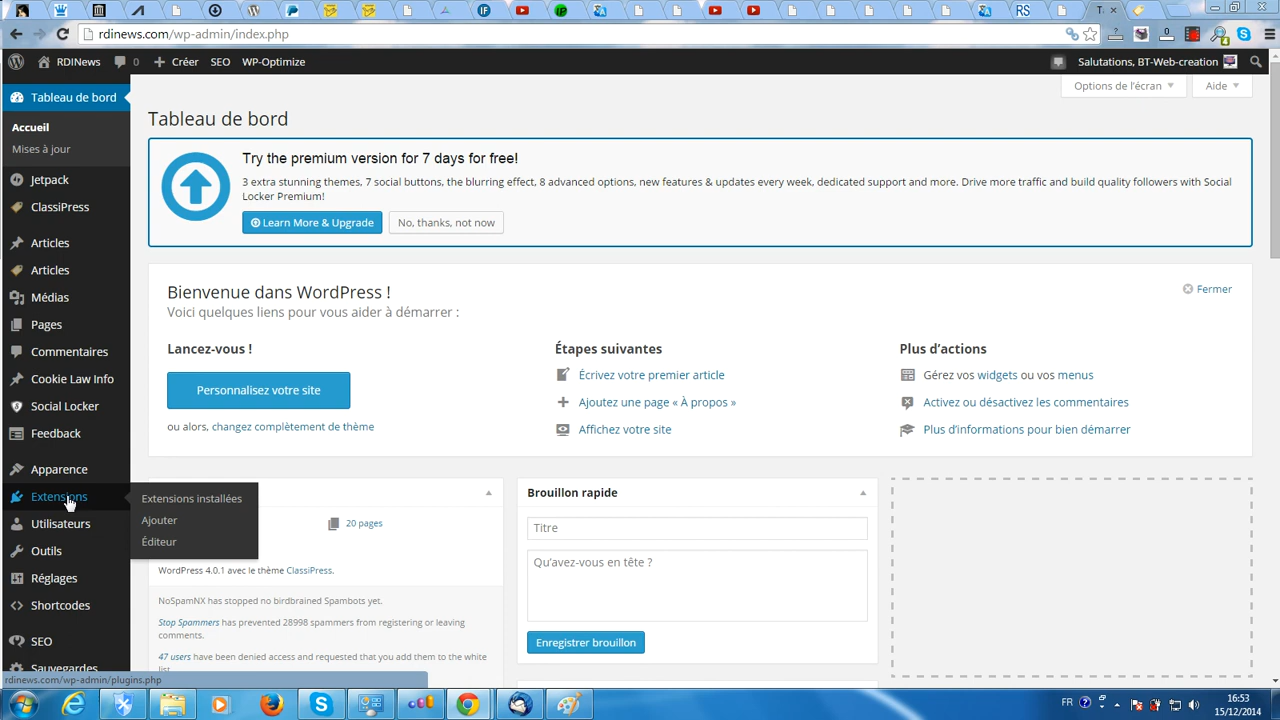 T.
rdinews.com/wp-admin/index.php
RDINews 0 Créer SEO WP-Optimize
Salutations, BT-Web-creation
Tableau de bord
Accueil
Mises à jour
Jetpack
ClassiPress
Articles
Articles
Médias
Pages
Commentaires
Cookie Law Info
Social Locker
Feedback
Apparence
Extensions
Utilisateurs
Outils
Réglages
Shortcodes
SEO
Sauvegardes
Extensions installées
Ajouter
Éditeur
Options de l'écran
Aide
Tableau de bord
Try the premium version for 7 days for free!
3 extra stunning themes, 7 social buttons, the blurring effect, 8 advanced options, new features & updates every week, dedicated support and more. Drive more traffic and build quality followers with Social
Locker Premium!
Learn More & Upgrade
No, thanks, not now
Bienvenue dans WordPress !
Fermer
Voici quelques liens pour vous aider à démarrer :
Lancez-vous !
Personnalisez votre site
ou alors, changez complètement de thème
Étapes suivantes
Écrivez votre premier article
Ajoutez une page « À propos »
Affichez votre site
Plus d'actions
Gérez vos widgets ou vos menus
Activez ou désactivez les commentaires
Plus d'informations pour bien démarrer
20 pages
WordPress 4.0.1 avec le thème ClassiPress.
NoSpamNX has stopped no birdbrained Spambots yet.
Stop Spammers has prevented 28998 spammers from registering or leaving
comments.
47 users have been denied access and requested that you add them to the white
list
Brouillon rapide
Titre
Qu'avez-vous en tête ?
Enregistrer brouillon
rdinews.com/wp-admin/plugins.php
FR
16:53
15/12/2014